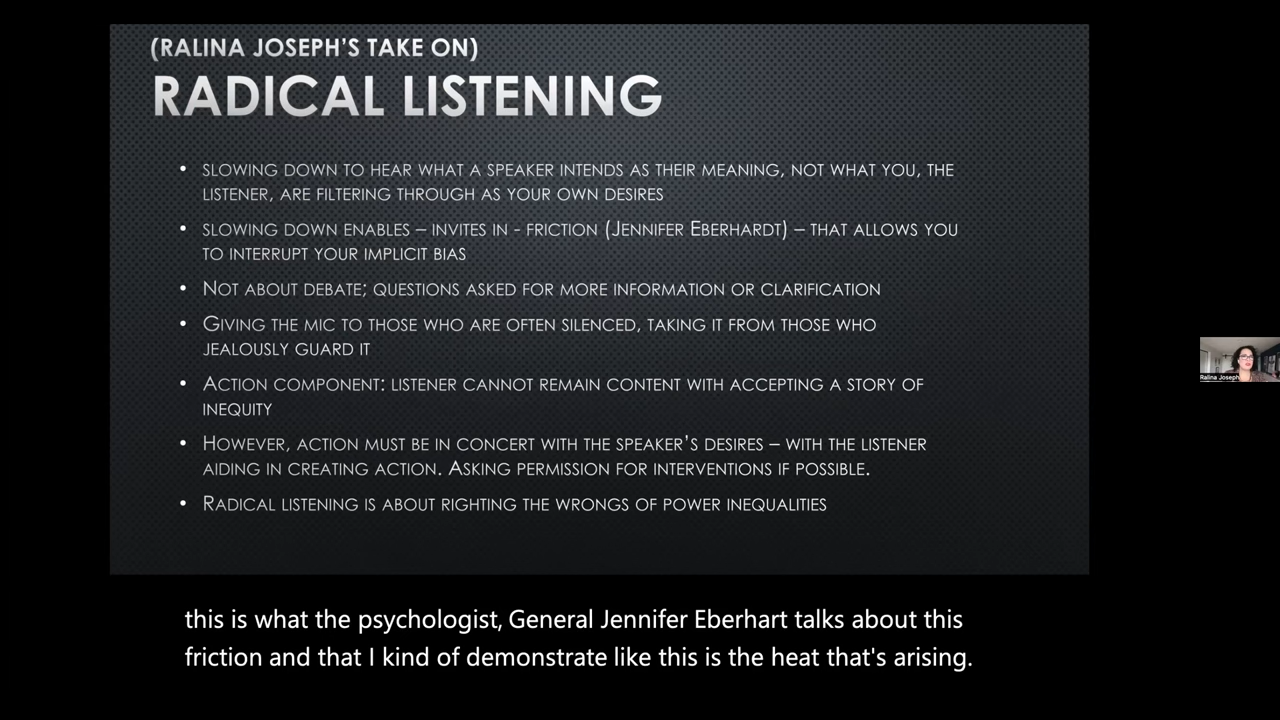 (RALINA JOSEPH'S TAKE ON)
RADICAL LISTENING
• SLOWING DOWN TO HEAR WHAT A SPEAKER INTENDS AS THEIR MEANING, NOT WHAT YOU, THE
LISTENER, ARE FILTERING THROUGH AS YOUR OWN DESIRES
• SLOWING DOWN ENABLES – INVITES IN - FRICTION (JENNIFER EBERHARDT) – THAT ALLOWS YOU
TO INTERRUPT YOUR IMPLICIT BIAS
• NOT ABOUT DEBATE; QUESTIONS ASKED FOR MORE INFORMATION OR CLARIFICATION
• GIVING THE MIC TO THOSE WHO ARE OFTEN SILENCED, TAKING IT FROM THOSE WHO
JEALOUSLY GUARD IT
• ACTION COMPONENT: LISTENER CANNOT REMAIN CONTENT WITH ACCEPTING A STORY OF
INEQUITY
• HOWEVER, ACTION MUST BE IN CONCERT WITH THE SPEAKER'S DESIRES – WITH THE LISTENER
AIDING IN CREATING ACTION. ASKING PERMISSION FOR INTERVENTIONS IF POSSIBLE.
• RADICAL LISTENING IS ABOUT RIGHTING THE WRONGS OF POWER INEQUALITIES
Ralina Joseph
this is what the psychologist, General Jennifer Eberhart talks about this
friction and that I kind of demonstrate like this is the heat that's arising.